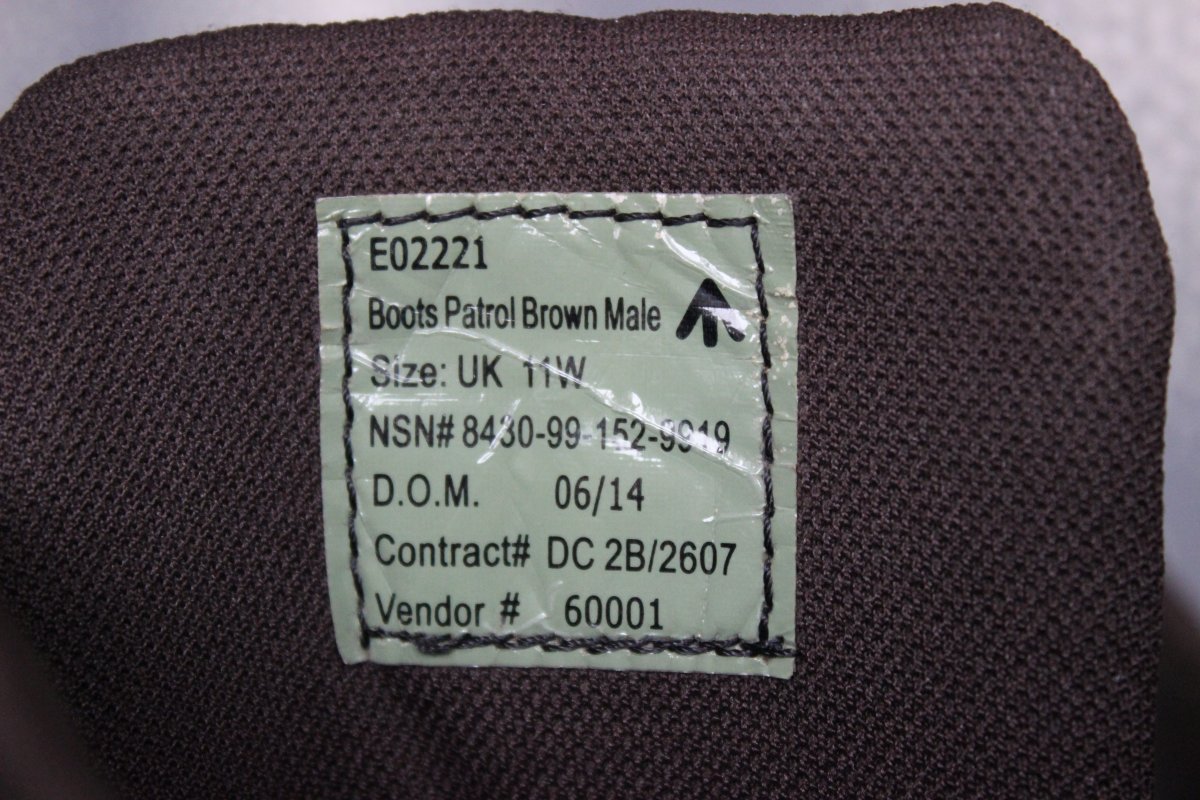 E02221
Boots Patrol Brown Male
Size: UK 11W
NSN# 8430-99-152-9919
D.O.M. 06/14
Contract# DC 2B/2607
Vendor # 60001